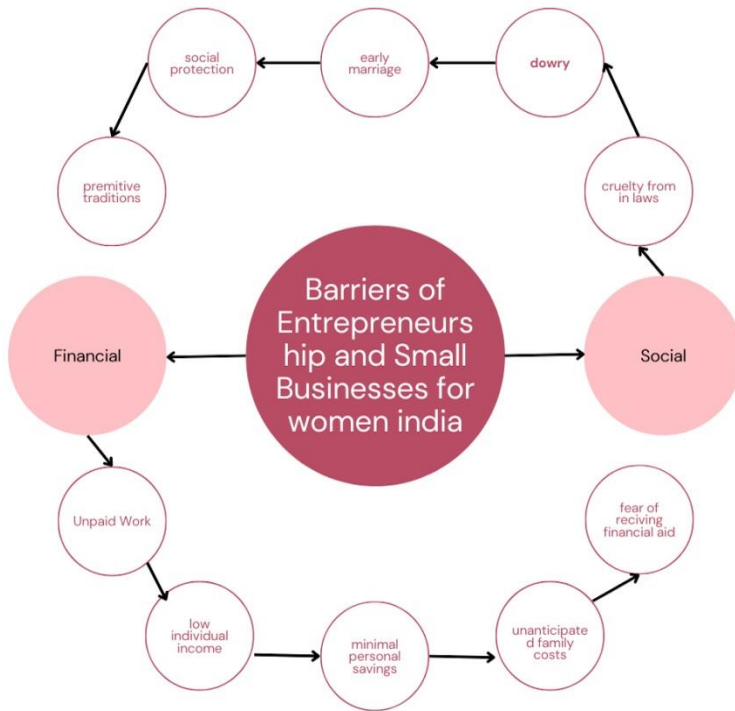 social
protection
early
marriage
dowry
premitive
traditions
cruelty from
in laws
Barriers of
Entrepreneurs
hip and Small
Businesses for
women india
Financial
Social
Unpaid Work
fear of
reciving
financial aid
low
individual
income
minimal
personal
savings
unanticipate
d family
costs